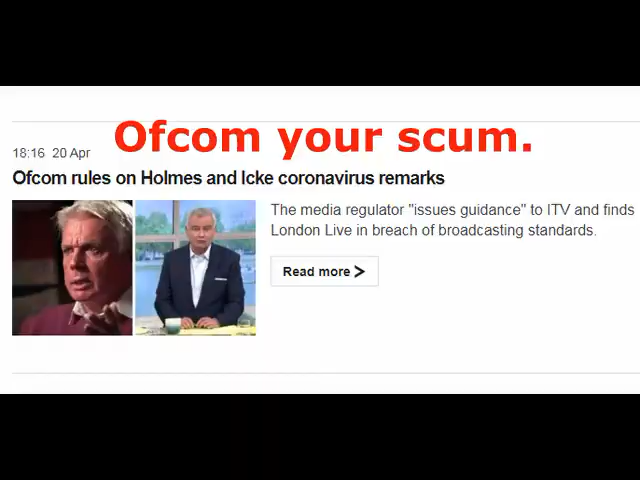 Ofcom your scum.
18:16 20 Apr
Ofcom rules on Holmes and Icke coronavirus remarks
The media regulator "issues guidance" to ITV and finds
London Live in breach of broadcasting standards.
Read more >